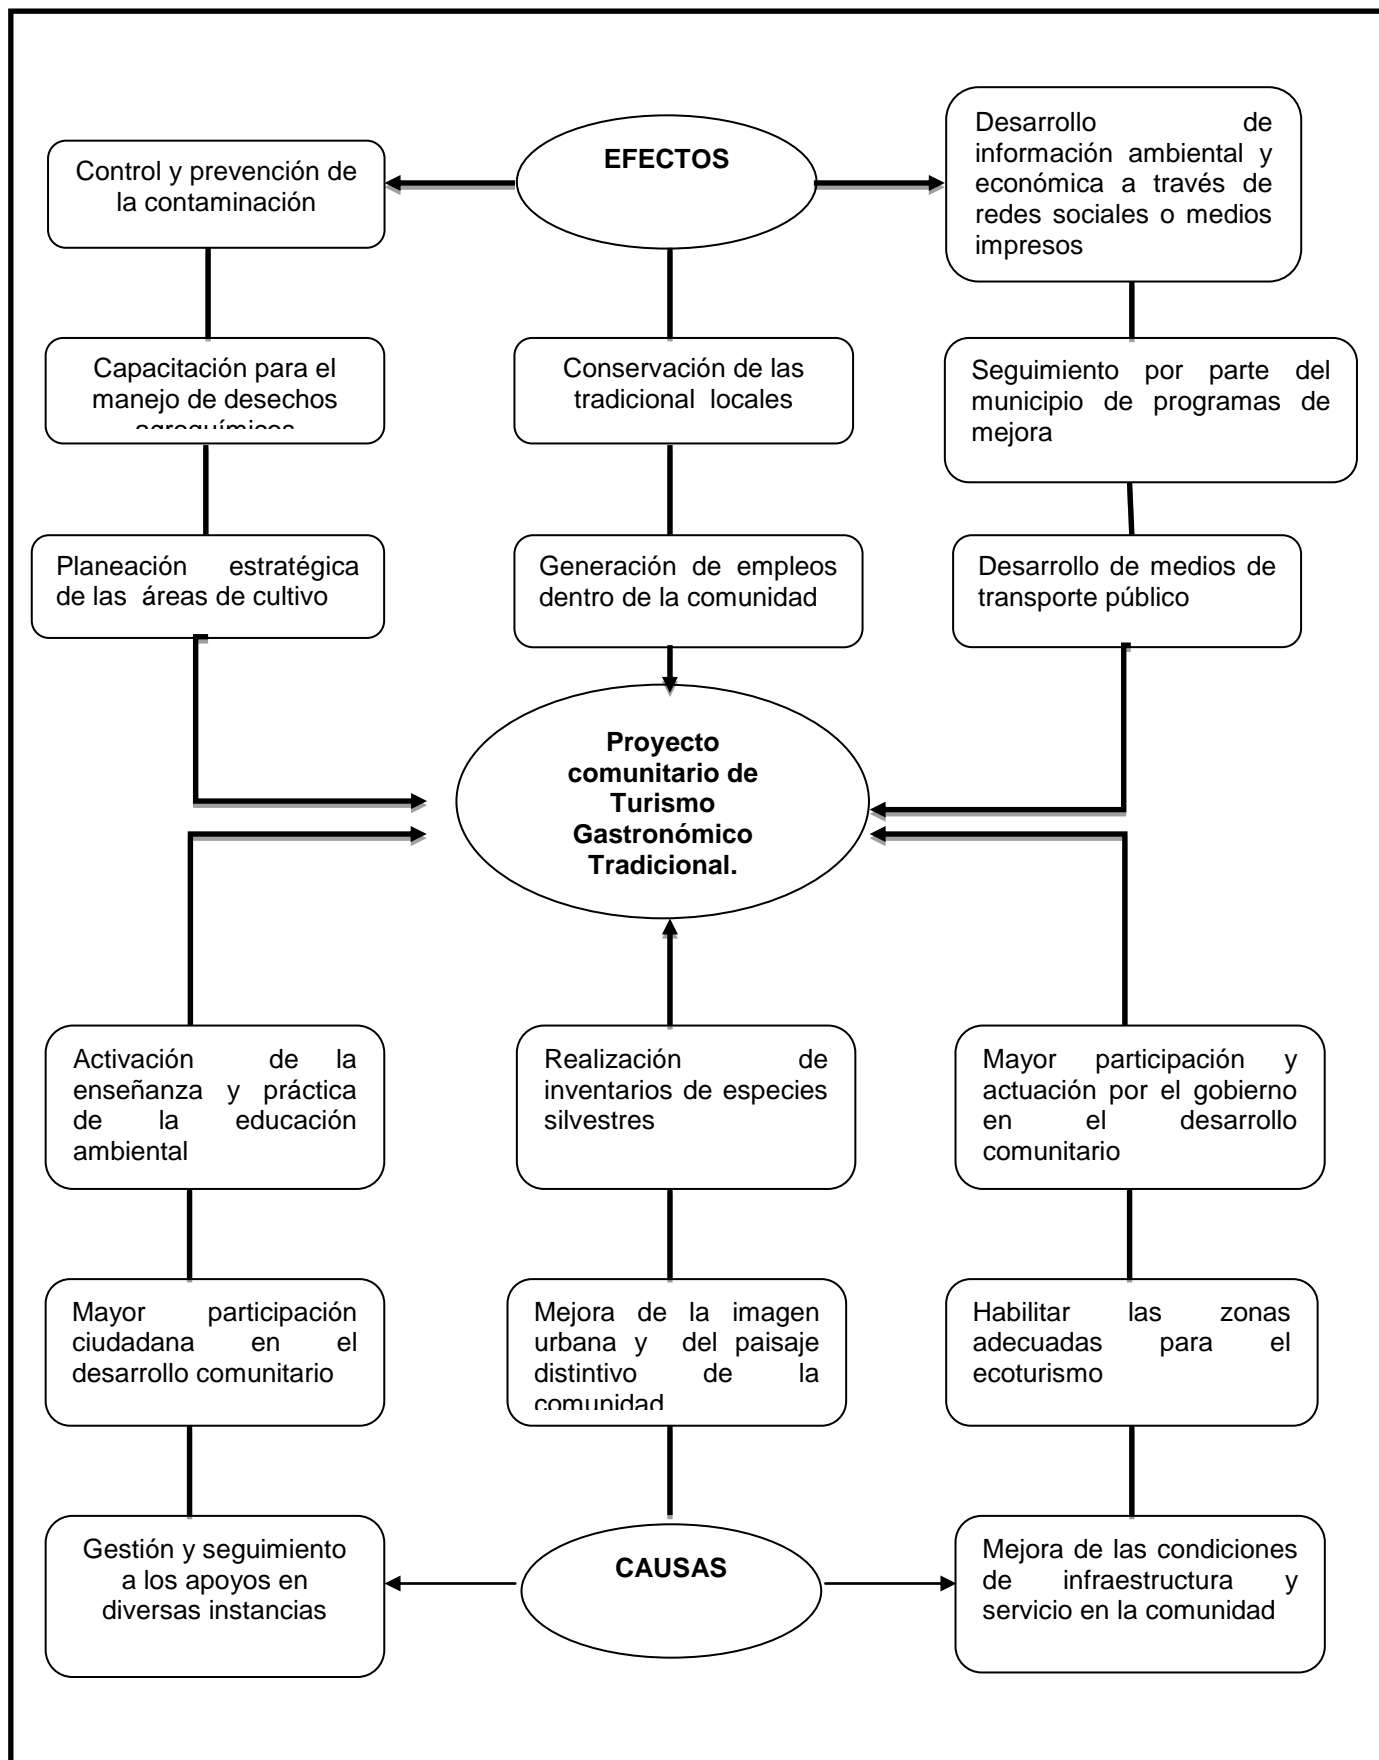 EFECTOS
Control y prevención de
la contaminación
Desarrollo de
información ambiental y
económica a través de
redes sociales o medios
impresos
Capacitación para el
manejo de desechos
agroquímicos
Conservación de las
tradicional locales
Seguimiento por parte del
municipio de programas de
mejora
Planeación estratégica
de las áreas de cultivo
Generación de empleos
dentro de la comunidad
Desarrollo de medios de
transporte público
Proyecto
comunitario de
Turismo
Gastronómico
Tradicional.
Activación de la
enseñanza y práctica
de la educación
ambiental
Realización de
inventarios de especies
silvestres
Mayor participación y
actuación por el gobierno
en el desarrollo
comunitario
Mayor participación
ciudadana en el
desarrollo comunitario
Mejora de la imagen
urbana y del paisaje
distintivo de la
comunidad
Habilitar las zonas
adecuadas para el
ecoturismo
Gestión y seguimiento
a los apoyos en
diversas instancias
CAUSAS
Mejora de las condiciones
de infraestructura y
servicio en la comunidad